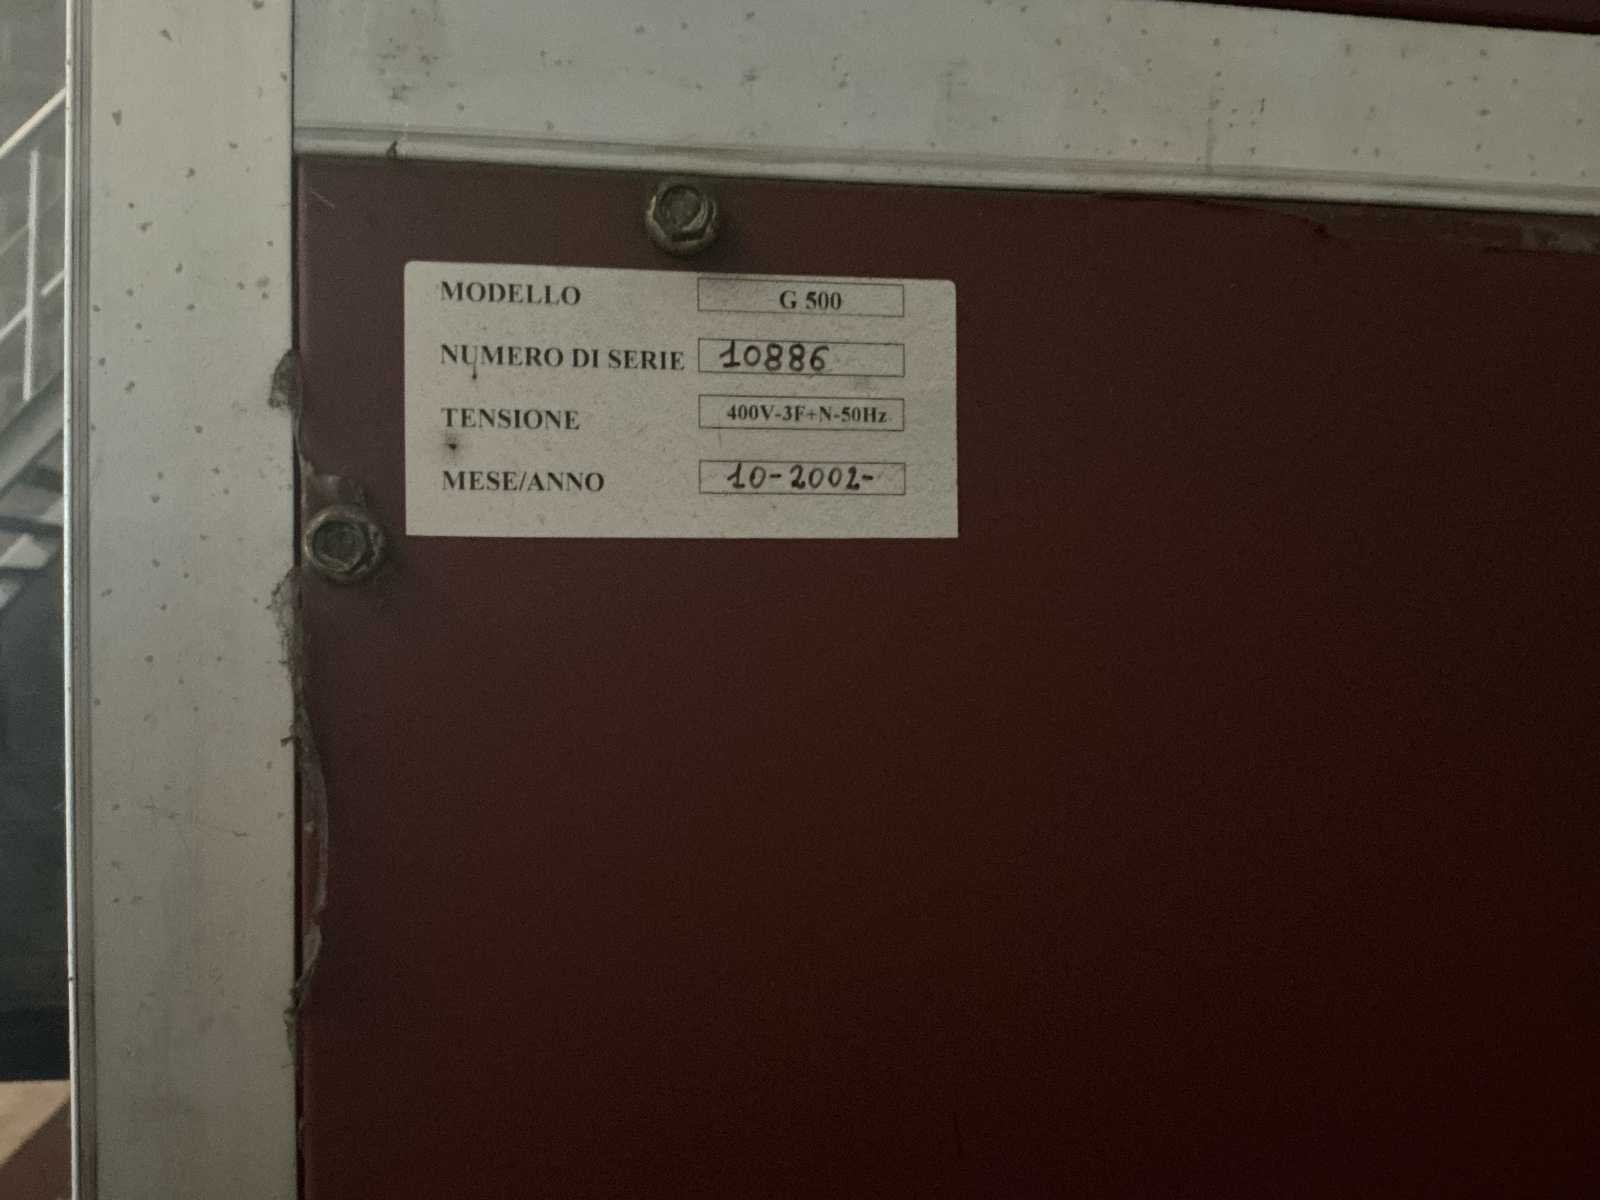 MODELLO G 500
NUMERO DI SERIE 10886
TENSIONE 400V-3F+N-50Hz
MESE/ANNO 10-2002-